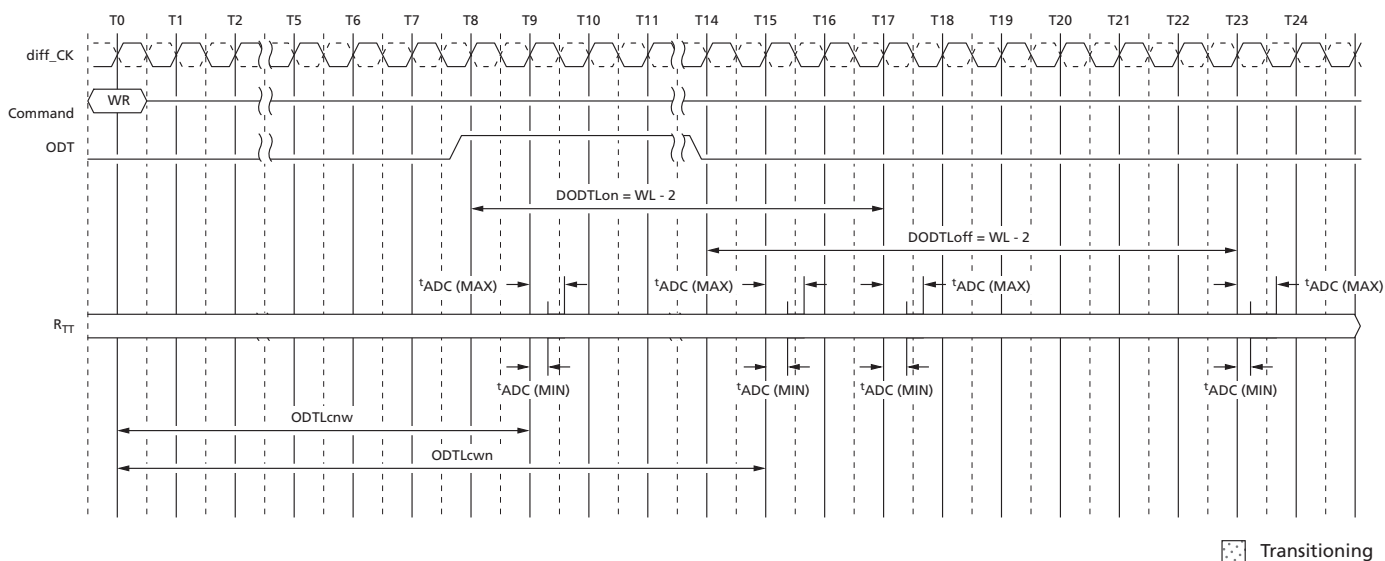 T0 T1 T2 T5 T6 T7 T8 T9 T10 T11 T14 T15 T16 T17 T18 T19 T20 T21 T22 T23 T24
diff_CK
WR
Command
ODT
DODTLon = WL - 2
DODTLoff = WL - 2
tADC (MAX) tADC (MAX) tADC (MAX) tADC (MAX)
RTT
tADC (MIN) tADC (MIN) tADC (MIN) tADC (MIN)
ODTLcnw
ODTLcwn
Transitioning